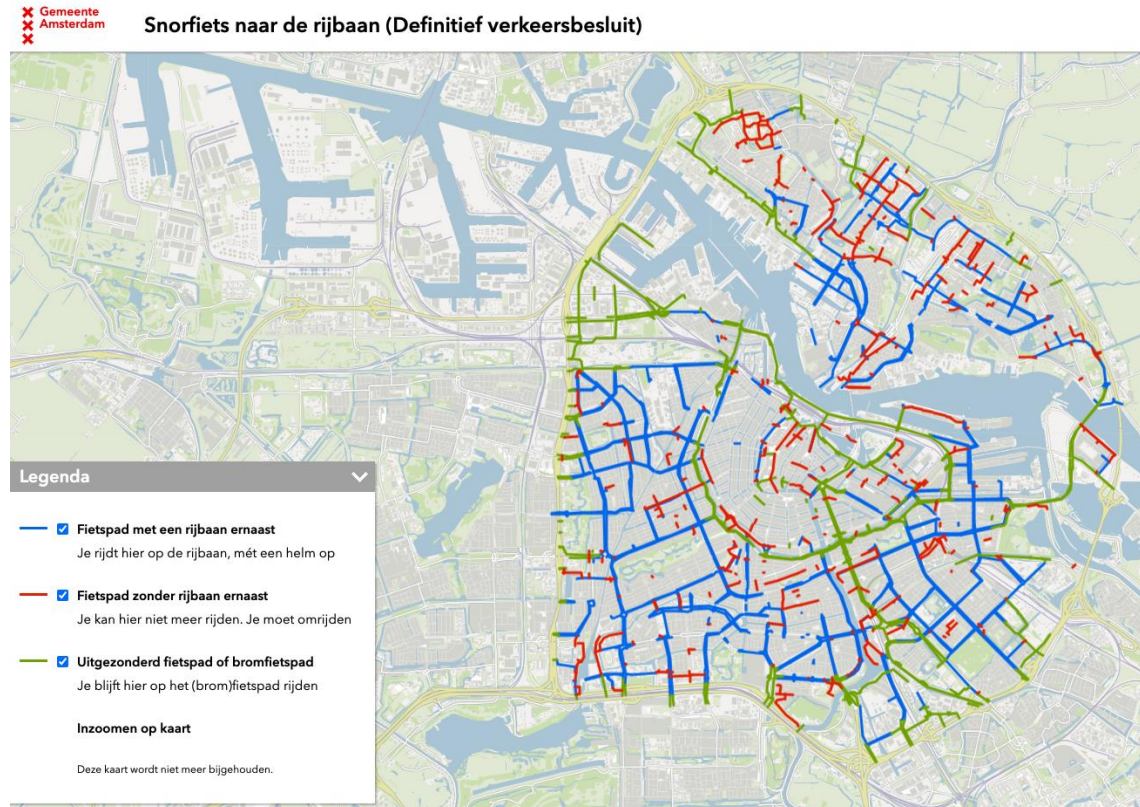 Gemeente
Amsterdam
Snorfiets naar de rijbaan (Definitief verkeersbesluit)
Legenda
Fietspad met een rijbaan ernaast
Je rijdt hier op de rijbaan, mét een helm op
Fietspad zonder rijbaan ernaast
Je kan hier niet meer rijden. Je moet omrijden
Uitgezonderd fietspad of bromfietspad
Je blijft hier op het (brom)fietspad rijden
Inzoomen op kaart
Deze kaart wordt niet meer bijgehouden.